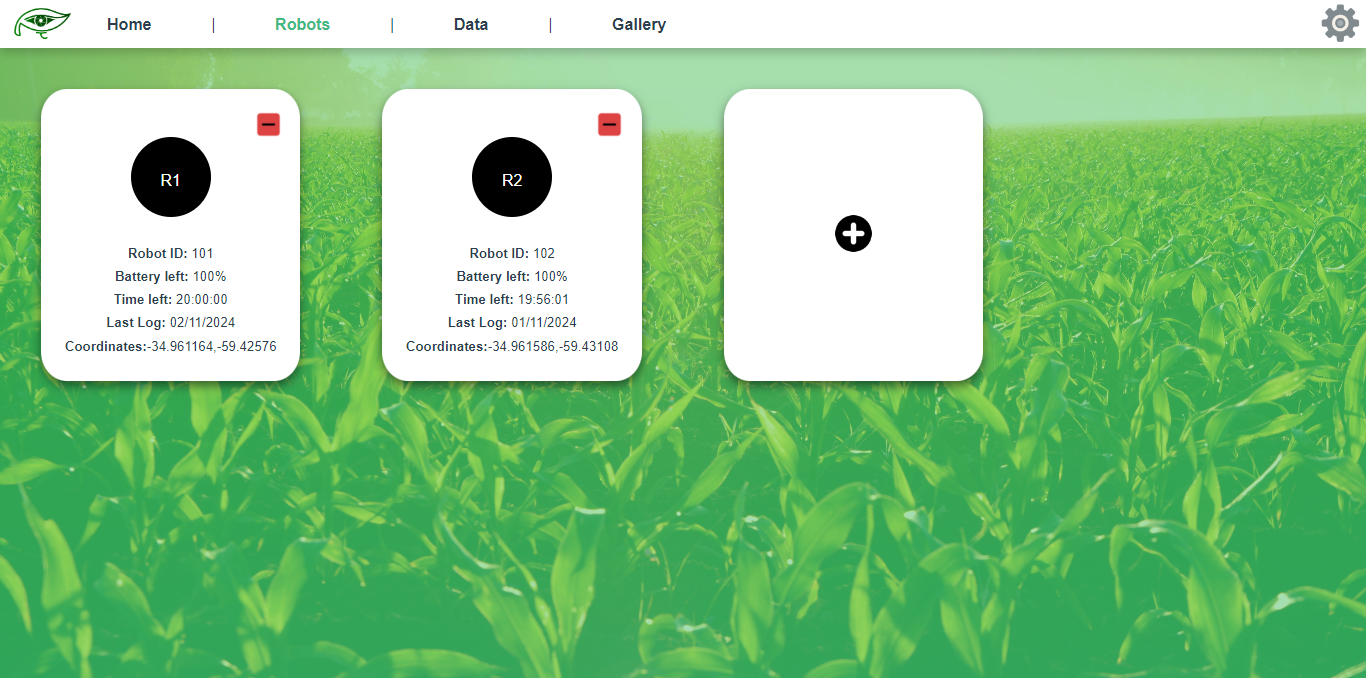 Home | Robots | Data | Gallery
R1
Robot ID: 101
Battery left: 100%
Time left: 20:00:00
Last Log: 02/11/2024
Coordinates:-34.961164,-59.42576
R2
Robot ID: 102
Battery left: 100%
Time left: 19:56:01
Last Log: 01/11/2024
Coordinates:-34.961586,-59.43108